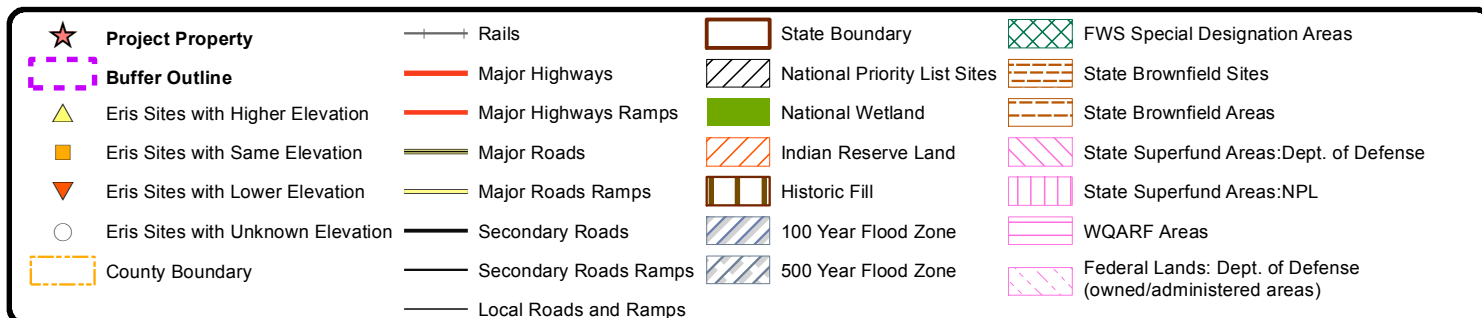 Project Property
Buffer Outline
Eris Sites with Higher Elevation
Eris Sites with Same Elevation
Eris Sites with Lower Elevation
Eris Sites with Unknown Elevation
County Boundary
Rails
Major Highways
Major Highways Ramps
Major Roads
Major Roads Ramps
Secondary Roads
Secondary Roads Ramps
Local Roads and Ramps
State Boundary
National Priority List Sites
National Wetland
Indian Reserve Land
Historic Fill
100 Year Flood Zone
500 Year Flood Zone
FWS Special Designation Areas
State Brownfield Sites
State Brownfield Areas
State Superfund Areas:Dept. of Defense
State Superfund Areas:NPL
WQARF Areas
Federal Lands: Dept. of Defense
(owned/administered areas)